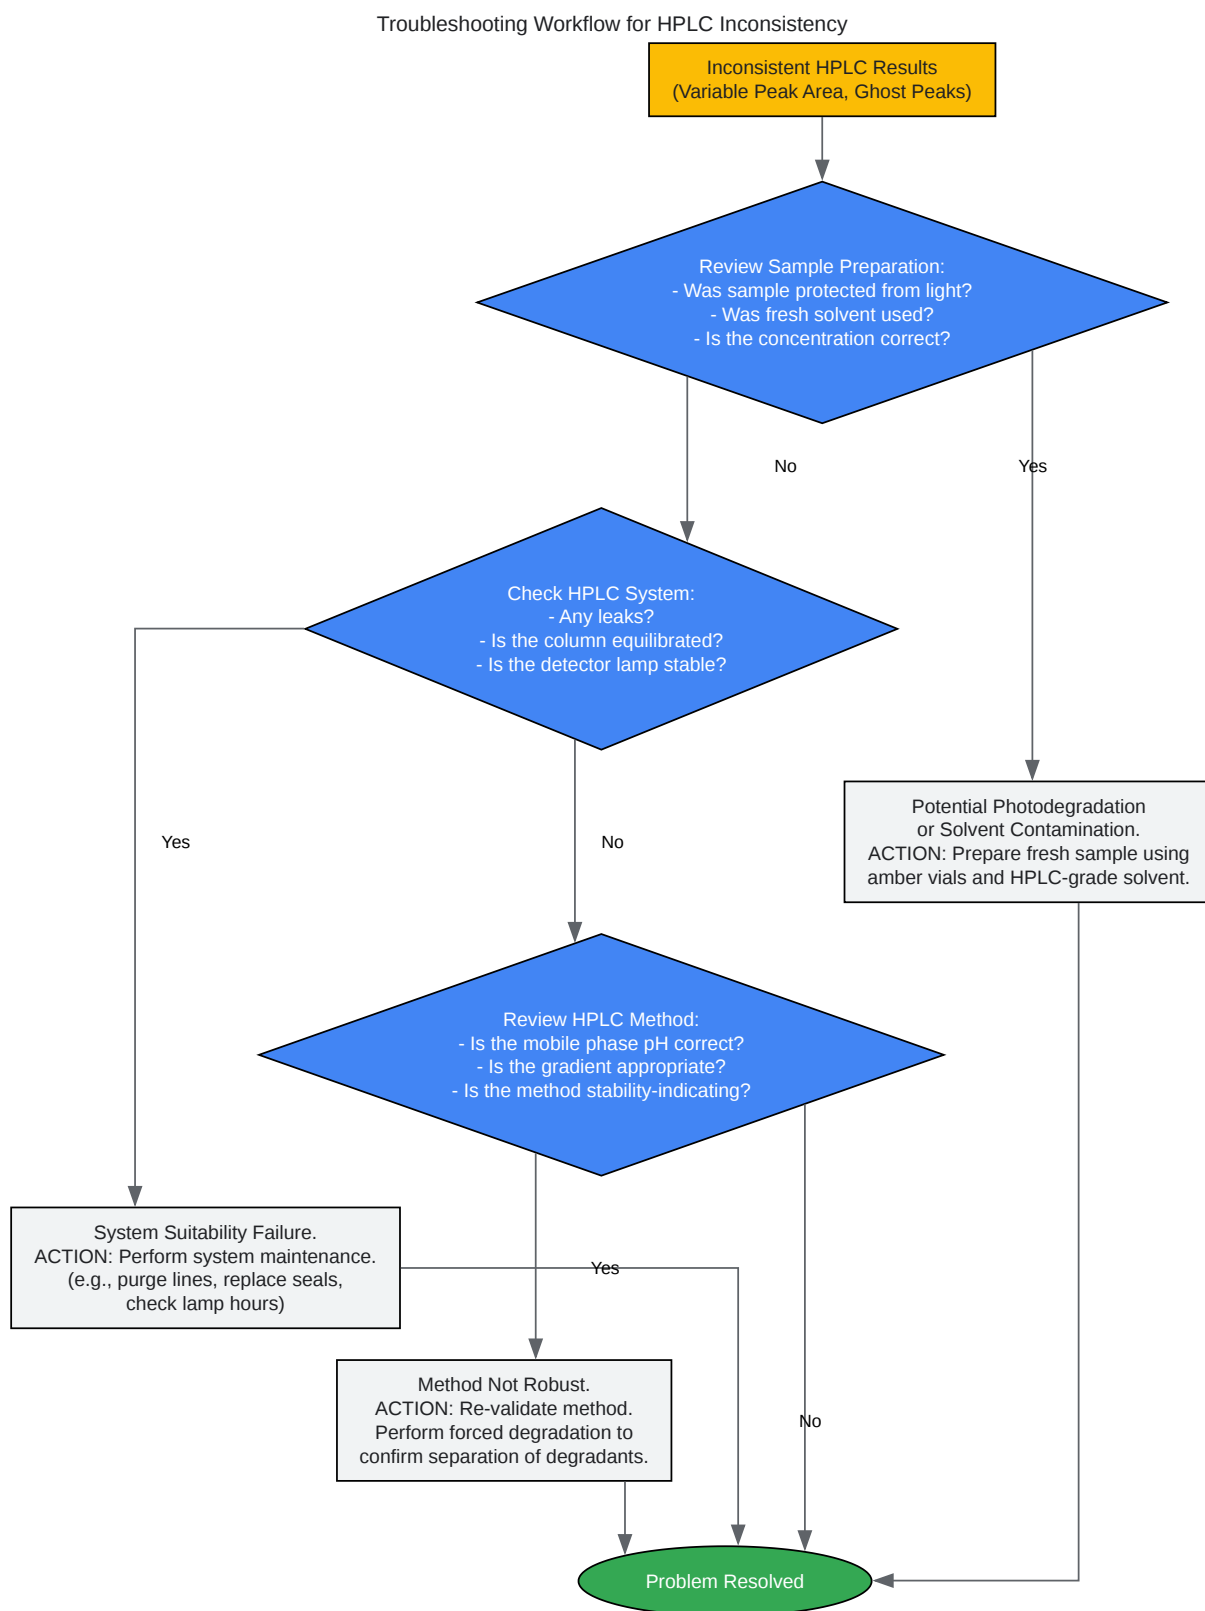 Troubleshooting Workflow for HPLC Inconsistency
Inconsistent HPLC Results
(Variable Peak Area, Ghost Peaks)
Review Sample Preparation:
- Was sample protected from light?
- Was fresh solvent used?
- Is the concentration correct?
No
Yes
Check HPLC System:
- Any leaks?
- Is the column equilibrated?
- Is the detector lamp stable?
Yes
No
Potential Photodegradation
or Solvent Contamination.
ACTION: Prepare fresh sample using
amber vials and HPLC-grade solvent.
Review HPLC Method:
- Is the mobile phase pH correct?
- Is the gradient appropriate?
- Is the method stability-indicating?
System Suitability Failure.
ACTION: Perform system maintenance.
(e.g., purge lines, replace seals,
check lamp hours)
Yes
Method Not Robust.
ACTION: Re-validate method.
Perform forced degradation to
confirm separation of degradants.
No
Problem Resolved